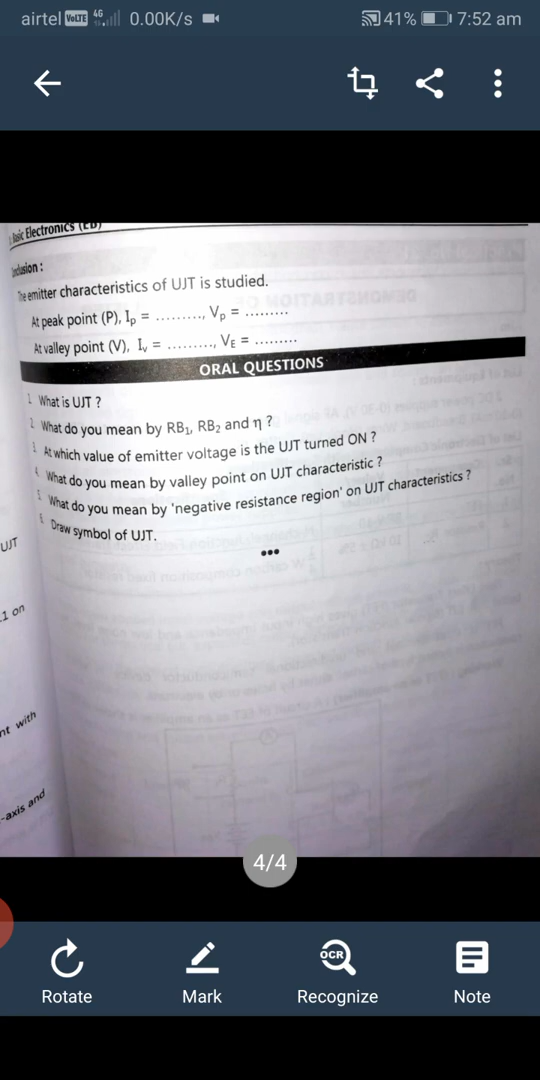 airtel VoLTE 4G 0.00K/s 41% 7:52 am
Basic Electronics (EB)
The emitter characteristics of UJT is studied.
At peak point (P), Ip = ........., Vp = .........
At valley point (V), Iv = ........., VE = .........
ORAL QUESTIONS
1. What is UJT ?
2. What do you mean by RB1, RB2 and η ?
3. At which value of emitter voltage is the UJT turned ON ?
4. What do you mean by valley point on UJT characteristic ?
5. What do you mean by 'negative resistance region' on UJT characteristics ?
6. Draw symbol of UJT.
•••
UJT
1 on
nt with
-axis and
4/4
OCR
Rotate Mark Recognize Note